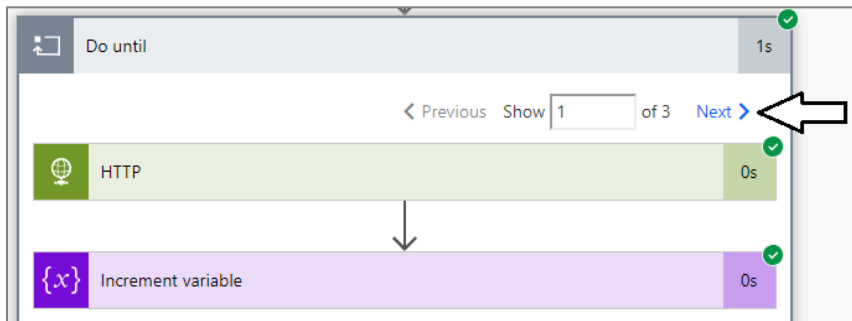 Do until 1s
Previous Show 1 of 3 Next
HTTP 0s
{x} Increment variable 0s